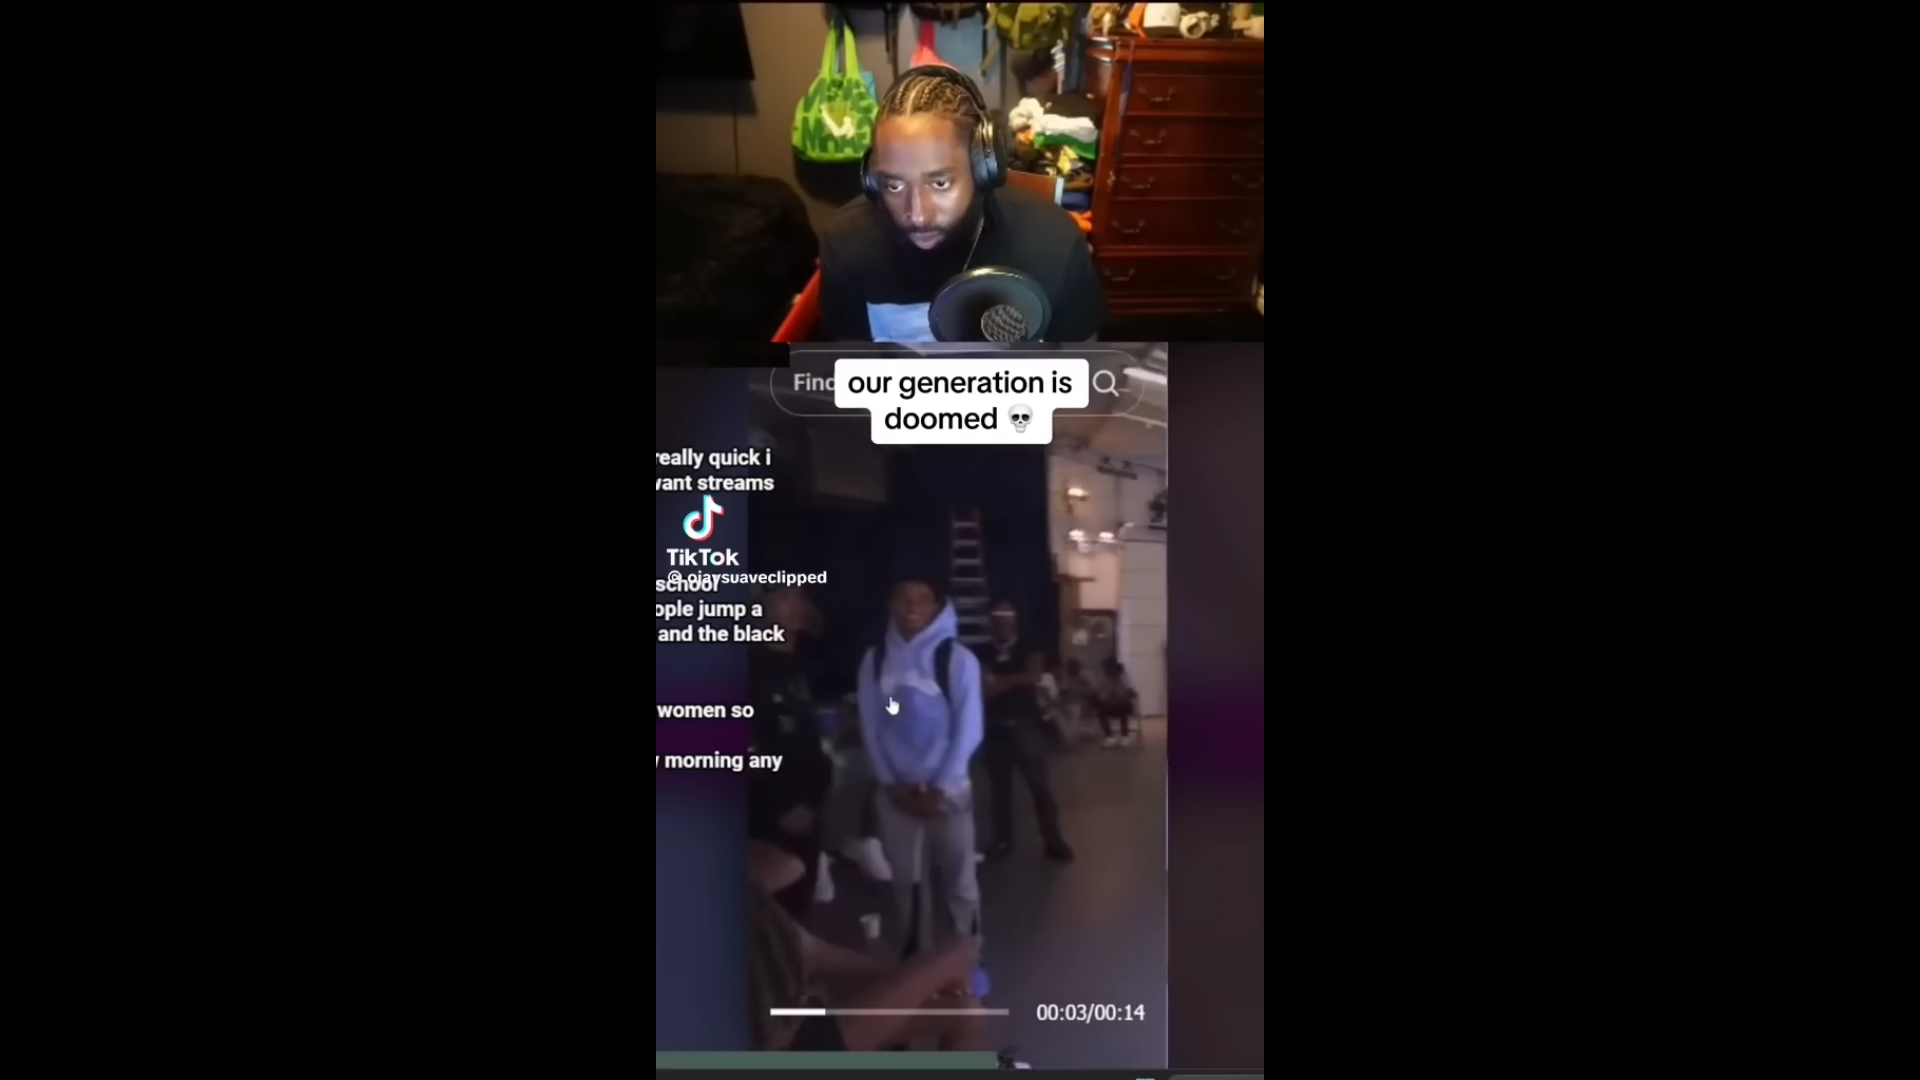 Find
our generation is
doomed 💀
really quick i
want streams
TikTok
@ojaysuaveclipped
school
ople jump a
and the black
women so
morning any
00:03/00:14